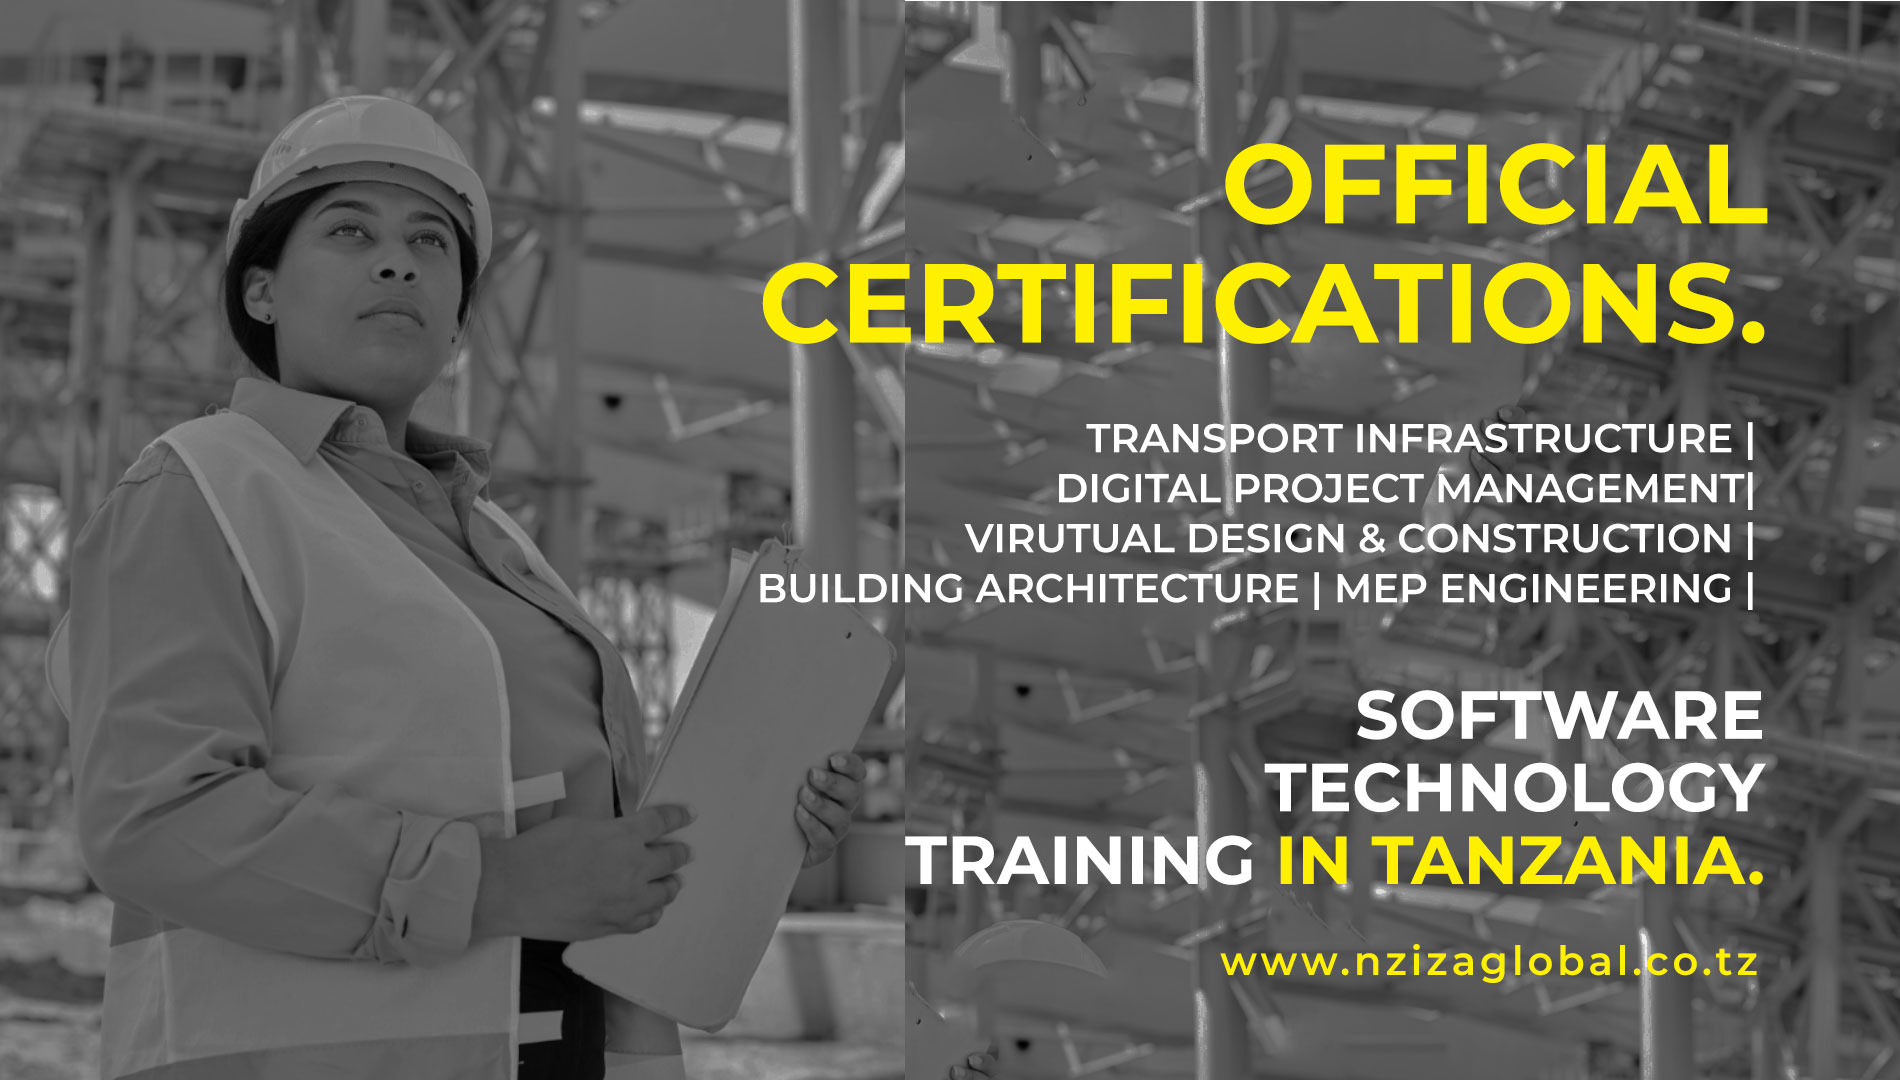 OFFICIAL
CERTIFICATIONS.
TRANSPORT INFRASTRUCTURE |
DIGITAL PROJECT MANAGEMENT|
VIRUTUAL DESIGN & CONSTRUCTION |
BUILDING ARCHITECTURE | MEP ENGINEERING |
SOFTWARE
TECHNOLOGY
TRAINING IN TANZANIA.
www.nzizaglobal.co.tz